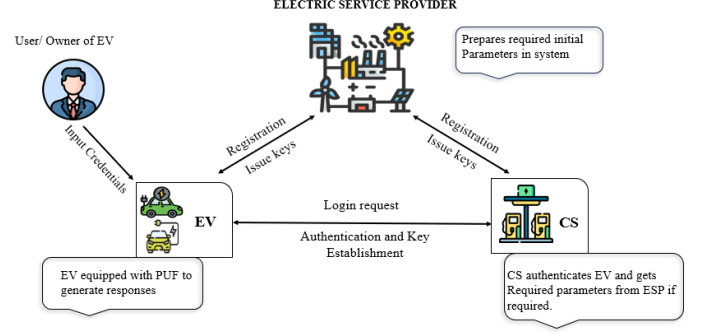 ELECTRIC SERVICE PROVIDER
User/ Owner of EV
Prepares required initial
Parameters in system
Input Credentials
Registration
Issue keys
Registration
Issue keys
EV
Login request
Authentication and Key
Establishment
CS
EV equipped with PUF to
generate responses
CS authenticates EV and gets
Required parameters from ESP if
required.